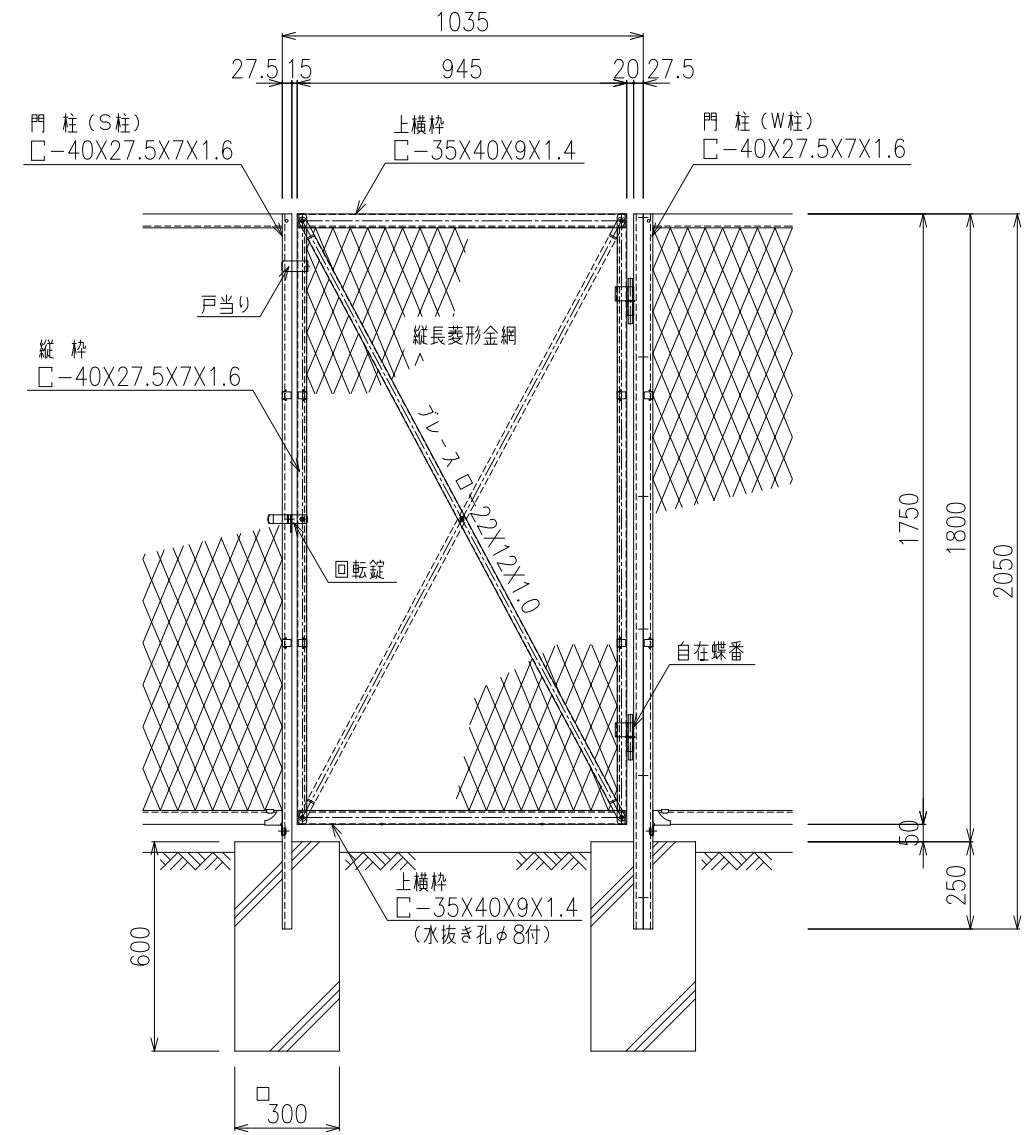 1035
27.5 15 945 20 27.5
門 柱（S柱）
⊏-40X27.5X7X1.6
上横枠
⊏-35X40X9X1.4
門 柱（W柱）
⊏-40X27.5X7X1.6
戸当り
縦長菱形金網
縦 枠
⊏-40X27.5X7X1.6
ブレース □-22X12X1.0
回転錠
自在蝶番
1750
1800
2050
50
250
上横枠
⊏-35X40X9X1.4
（水抜き孔φ8付）
600
□
300